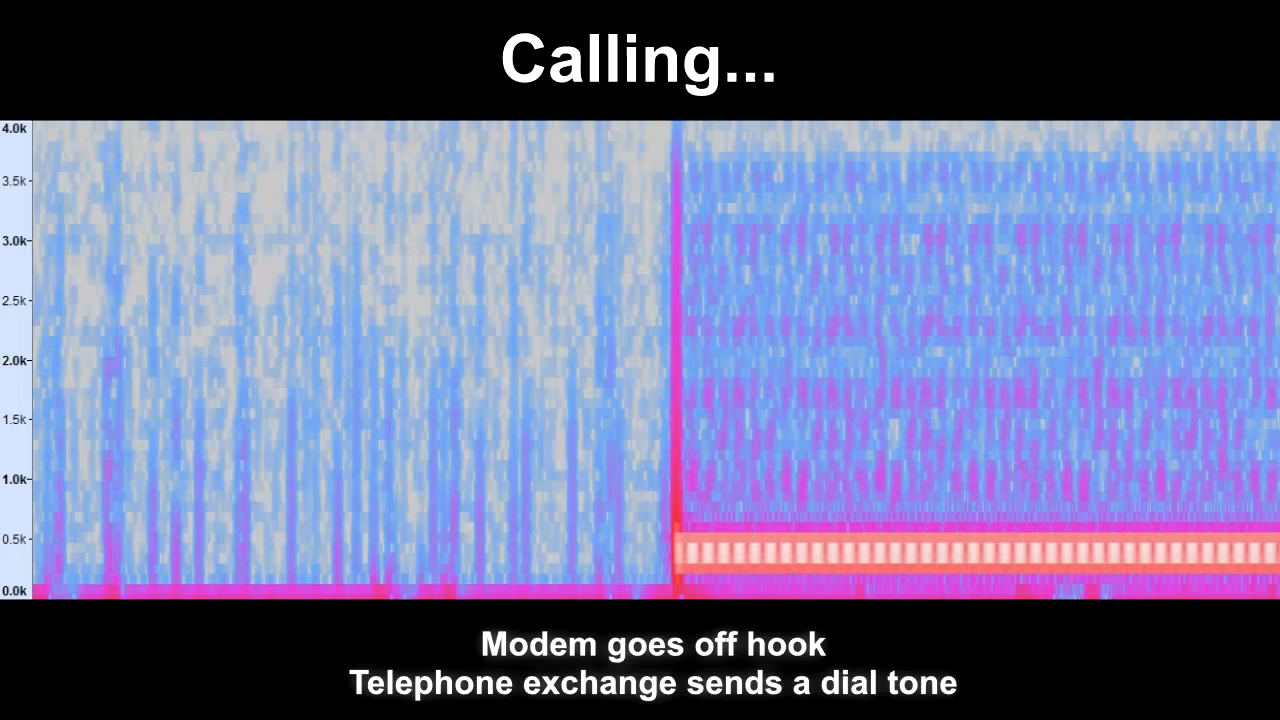 Calling...
4.0k
3.5k
3.0k
2.5k
2.0k
1.5k
1.0k
0.5k
0.0k
Modem goes off hook
Telephone exchange sends a dial tone